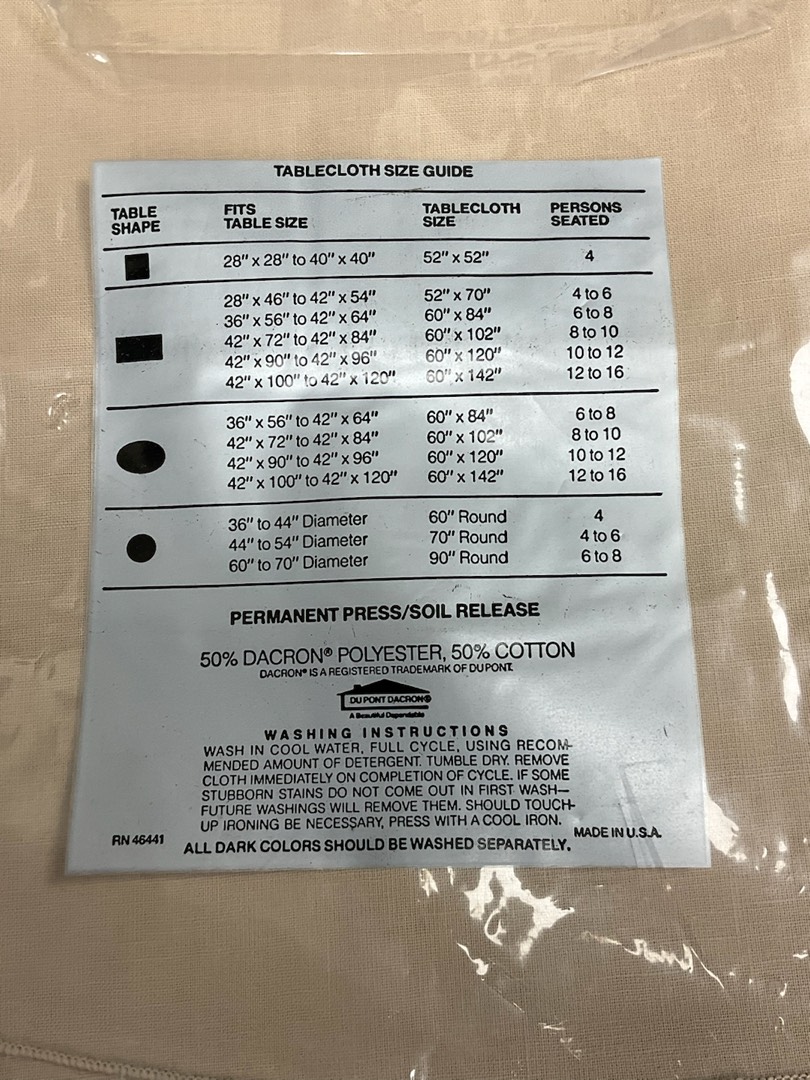 TABLECLOTH SIZE GUIDE
TABLE SHAPE FITS TABLE SIZE TABLECLOTH SIZE PERSONS SEATED
28" x 28" to 40" x 40" 52" x 52" 4
28" x 46" to 42" x 54" 52" x 70" 4 to 6
36" x 56" to 42" x 64" 60" x 84" 6 to 8
42" x 72" to 42" x 84" 60" x 102" 8 to 10
42" x 90" to 42" x 96" 60" x 120" 10 to 12
42" x 100" to 42" x 120" 60" x 142" 12 to 16
36" x 56" to 42" x 64" 60" x 84" 6 to 8
42" x 72" to 42" x 84" 60" x 102" 8 to 10
42" x 90" to 42" x 96" 60" x 120" 10 to 12
42" x 100" to 42" x 120" 60" x 142" 12 to 16
36" to 44" Diameter 60" Round 4
44" to 54" Diameter 70" Round 4 to 6
60" to 70" Diameter 90" Round 6 to 8
PERMANENT PRESS/SOIL RELEASE
50% DACRON® POLYESTER, 50% COTTON
DACRON® IS A REGISTERED TRADEMARK OF DU PONT.
DU PONT DACRON®
A Beautiful Dependable
WASHING INSTRUCTIONS
WASH IN COOL WATER, FULL CYCLE, USING RECOM-
MENDED AMOUNT OF DETERGENT. TUMBLE DRY. REMOVE
CLOTH IMMEDIATELY ON COMPLETION OF CYCLE. IF SOME
STUBBORN STAINS DO NOT COME OUT IN FIRST WASH—
FUTURE WASHINGS WILL REMOVE THEM. SHOULD TOUCH-
UP IRONING BE NECESSARY, PRESS WITH A COOL IRON.
RN 46441 MADE IN U.S.A.
ALL DARK COLORS SHOULD BE WASHED SEPARATELY.